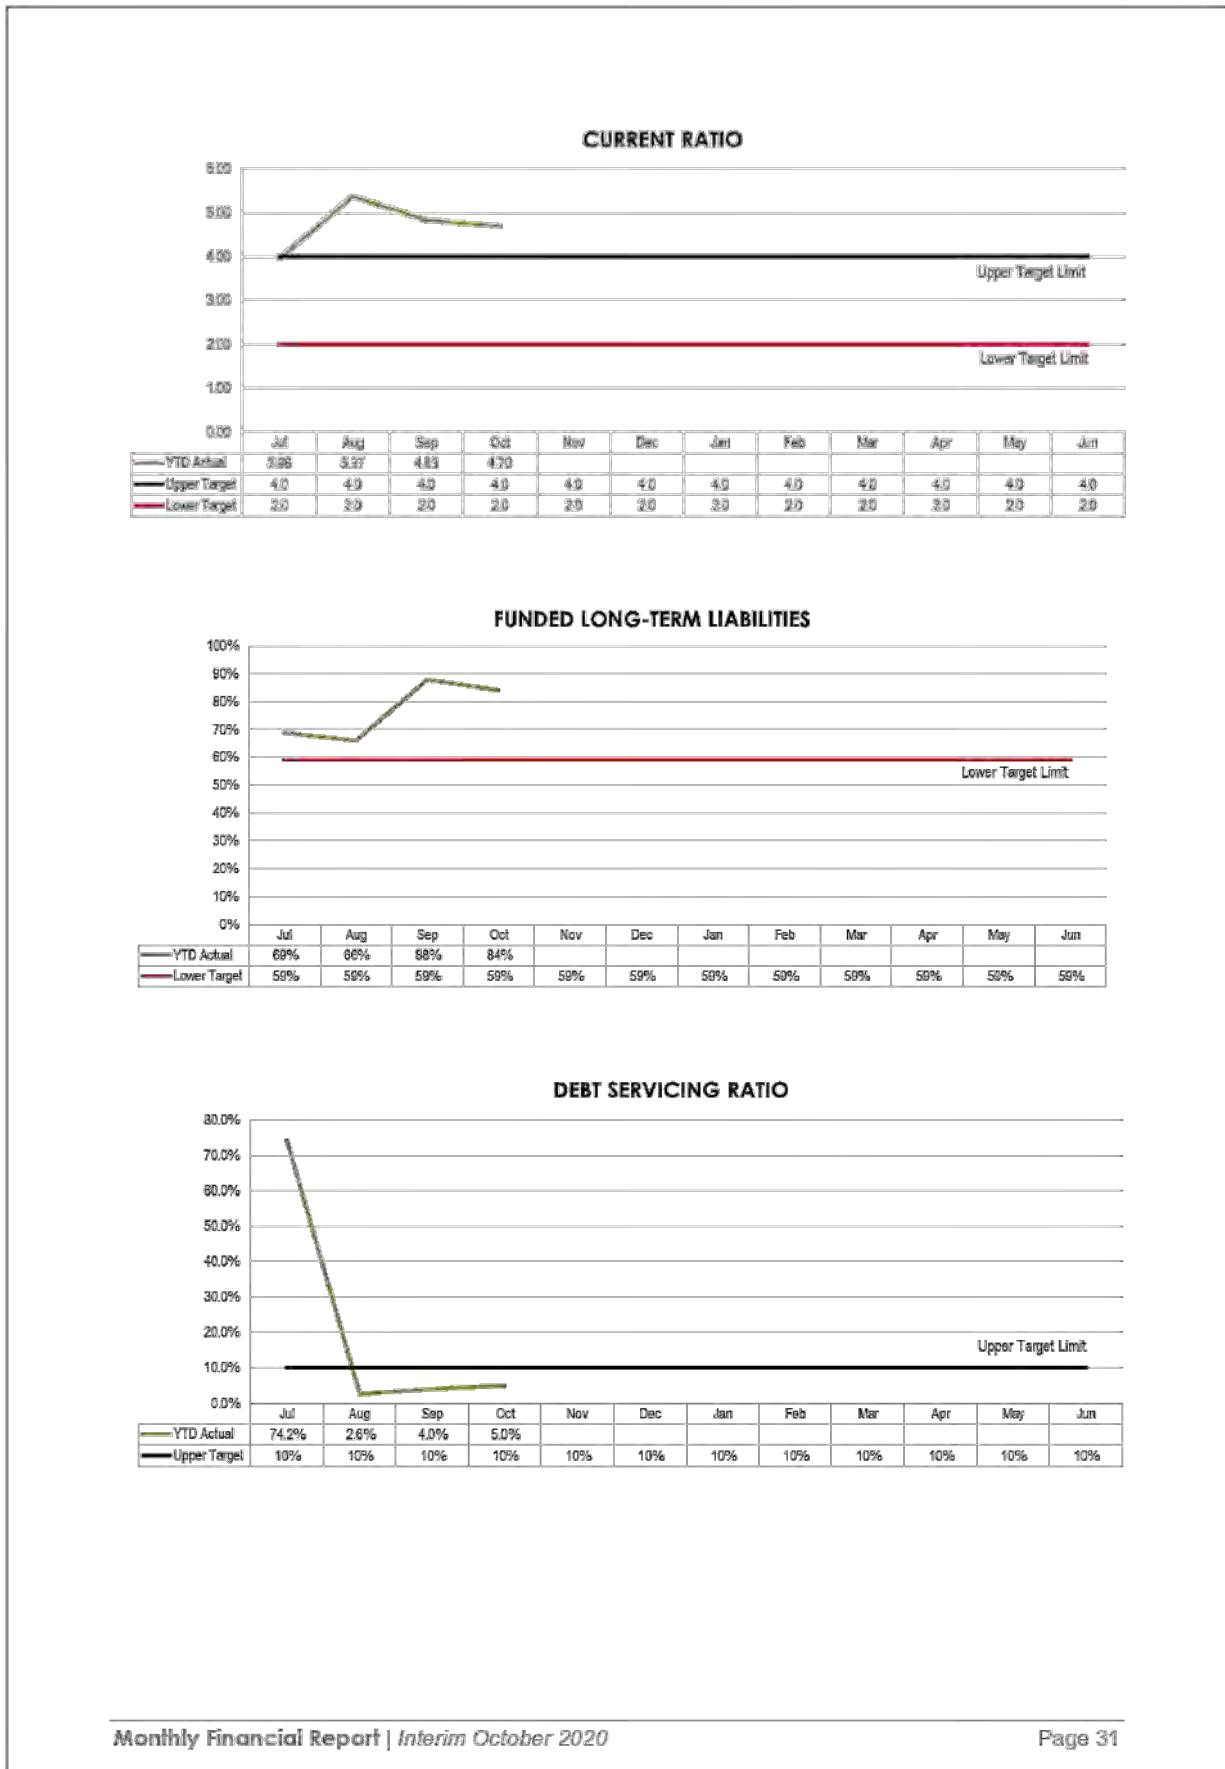 CURRENT RATIO
6.00
5.00
4.00
3.00
2.00
1.00
0.00
Jul Aug Sep Oct Nov Dec Jan Feb Mar Apr May Jun
YTD Actual 5.37 4.83 4.70
Upper Target 4.0 4.0 4.0 4.0 4.0 4.0 4.0 4.0 4.0 4.0 4.0 4.0
Lower Target 2.0 2.0 2.0 2.0 2.0 2.0 2.0 2.0 2.0 2.0 2.0 2.0
Upper Target Limit
Lower Target Limit
FUNDED LONG-TERM LIABILITIES
100%
90%
80%
70%
60%
50%
40%
30%
20%
10%
0%
Lower Target Limit
Jul Aug Sep Oct Nov Dec Jan Feb Mar Apr May Jun
YTD Actual 69% 66% 88% 84%
Lower Target 59% 59% 59% 59% 59% 59% 59% 59% 59% 59% 59% 59%
DEBT SERVICING RATIO
80.0%
70.0%
60.0%
50.0%
40.0%
30.0%
20.0%
10.0%
0.0%
Upper Target Limit
Jul Aug Sep Oct Nov Dec Jan Feb Mar Apr May Jun
YTD Actual 74.2% 2.6% 4.0% 5.0%
Upper Target 10% 10% 10% 10% 10% 10% 10% 10% 10% 10% 10% 10%
Monthly Financial Report | Interim October 2020 Page 31